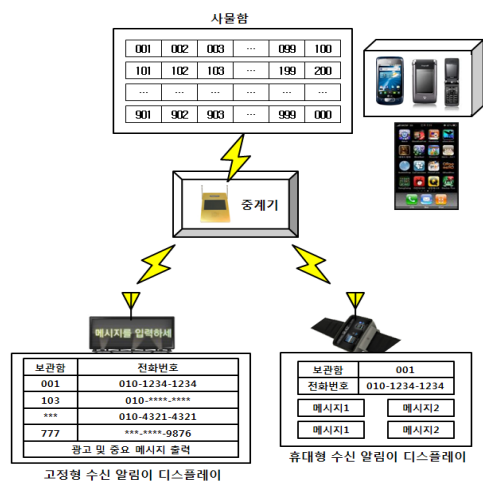 사물함
001 002 003 ... 099 100
101 102 103 ... 199 200
... ... ... ... ... ...
901 902 903 ... 999 000
중계기
메시지를 입력하세
보관함 전화번호
001 010-1234-1234
103 010-****-****
*** 010-4321-4321
777 ***-****-9876
광고 및 중요 메시지 출력
고정형 수신 알림이 디스플레이
보관함 001
전화번호 010-1234-1234
메시지1 메시지2
메시지1 메시지2
휴대형 수신 알림이 디스플레이